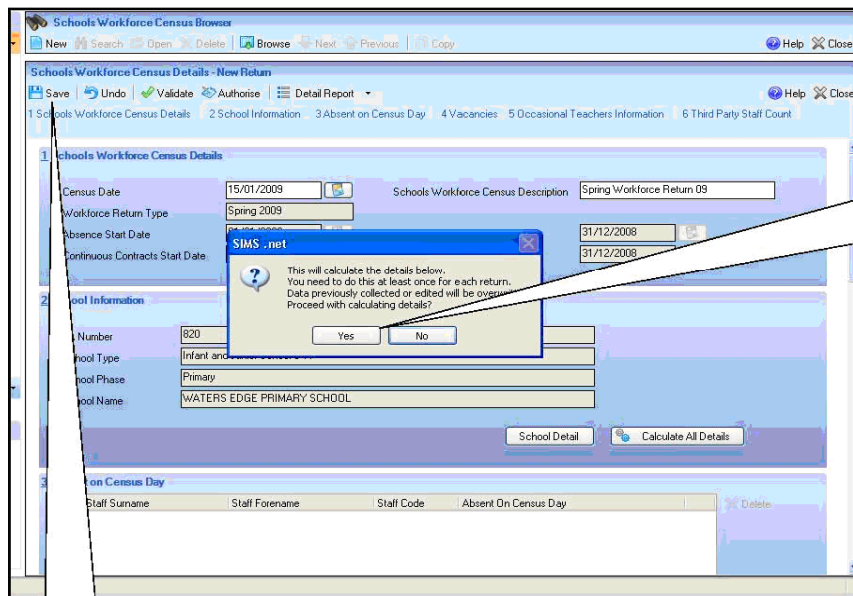 Schools Workforce Census Browser
New Search Open Delete Browse Next Previous Copy Help Close
Schools Workforce Census Details - New Return
Save Undo Validate Authorise Detail Report Help Close
1 Schools Workforce Census Details 2 School Information 3 Absent on Census Day 4 Vacancies 5 Occasional Teachers Information 6 Third Party Staff Count
1 chools Workforce Census Details
Census Date 15/01/2009 Schools Workforce Census Description Spring Workforce Return 09
Workforce Return Type Spring 2009
Absence Start Date 31/12/2008
Continuous Contracts Start Date 31/12/2008
SIMS .net
This will calculate the details below.
You need to do this at least once for each return.
Data previously collected or edited will be overwri
Proceed with calculating details?
Yes No
2 ool Information
Number 820
hool Type Infant and
hool Phase Primary
ool Name WATERS EDGE PRIMARY SCHOOL
School Detail Calculate All Details
3 on Census Day
Staff Surname Staff Forename Staff Code Absent On Census Day Delete